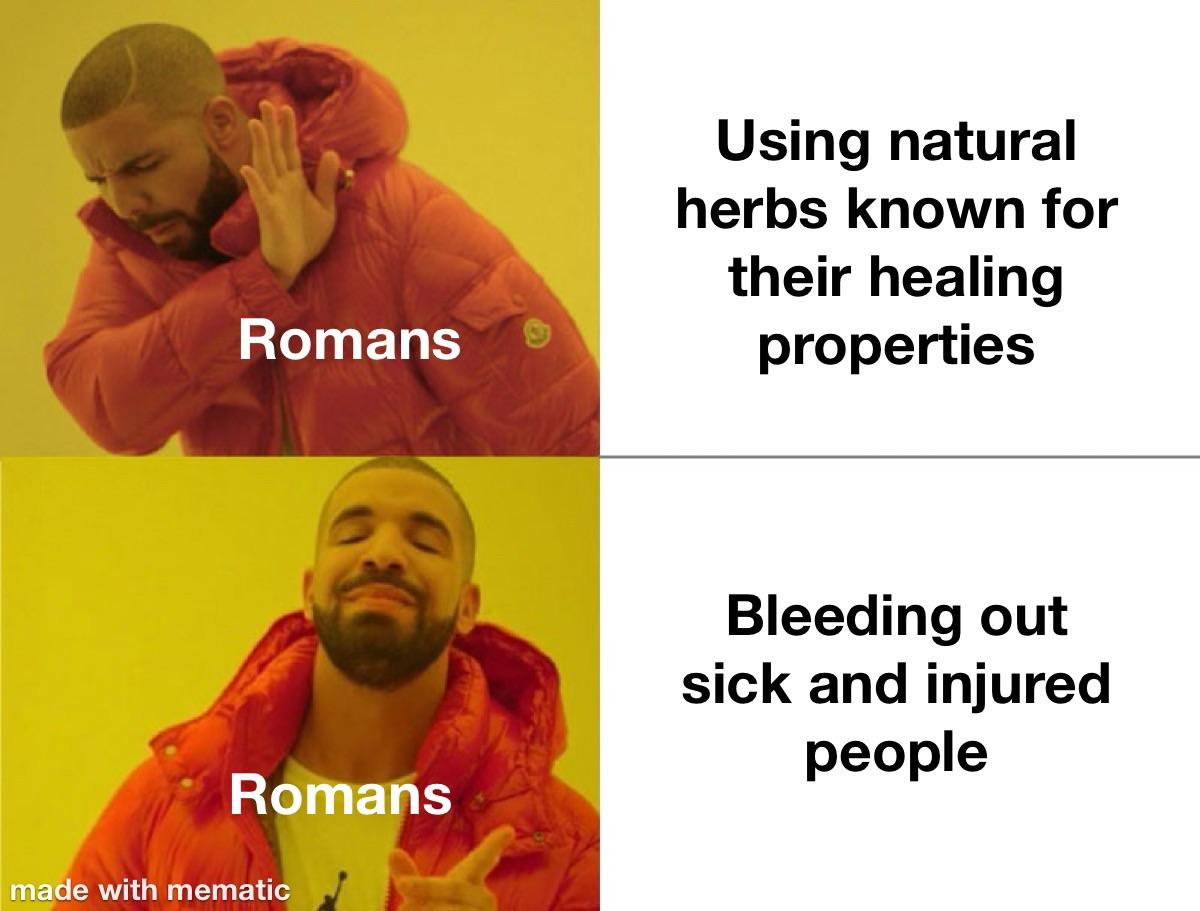 Using natural
herbs known for
their healing
properties
Romans
Bleeding out
sick and injured
people
Romans
made with mematic